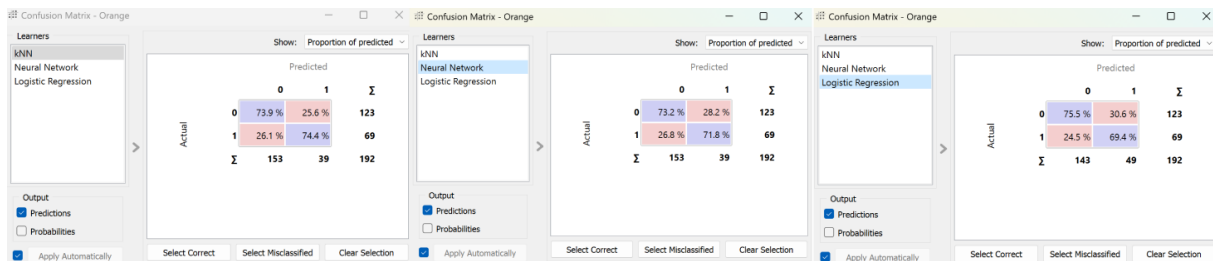 Confusion Matrix - Orange
Learners
kNN
Neural Network
Logistic Regression
Show: Proportion of predicted
Predicted
0 1 Σ
0 73.9 % 25.6 % 123
1 26.1 % 74.4 % 69
Σ 153 39 192
Actual
Output
Predictions
Probabilities
Apply Automatically
Select Correct Select Misclassified Clear Selection
Confusion Matrix - Orange
Learners
kNN
Neural Network
Logistic Regression
Show: Proportion of predicted
Predicted
0 1 Σ
0 73.2 % 28.2 % 123
1 26.8 % 71.8 % 69
Σ 153 39 192
Actual
Output
Predictions
Probabilities
Apply Automatically
Select Correct Select Misclassified Clear Selection
Confusion Matrix - Orange
Learners
kNN
Neural Network
Logistic Regression
Show: Proportion of predicted
Predicted
0 1 Σ
0 75.5 % 30.6 % 123
1 24.5 % 69.4 % 69
Σ 143 49 192
Actual
Output
Predictions
Probabilities
Apply Automatically
Select Correct Select Misclassified Clear Selection